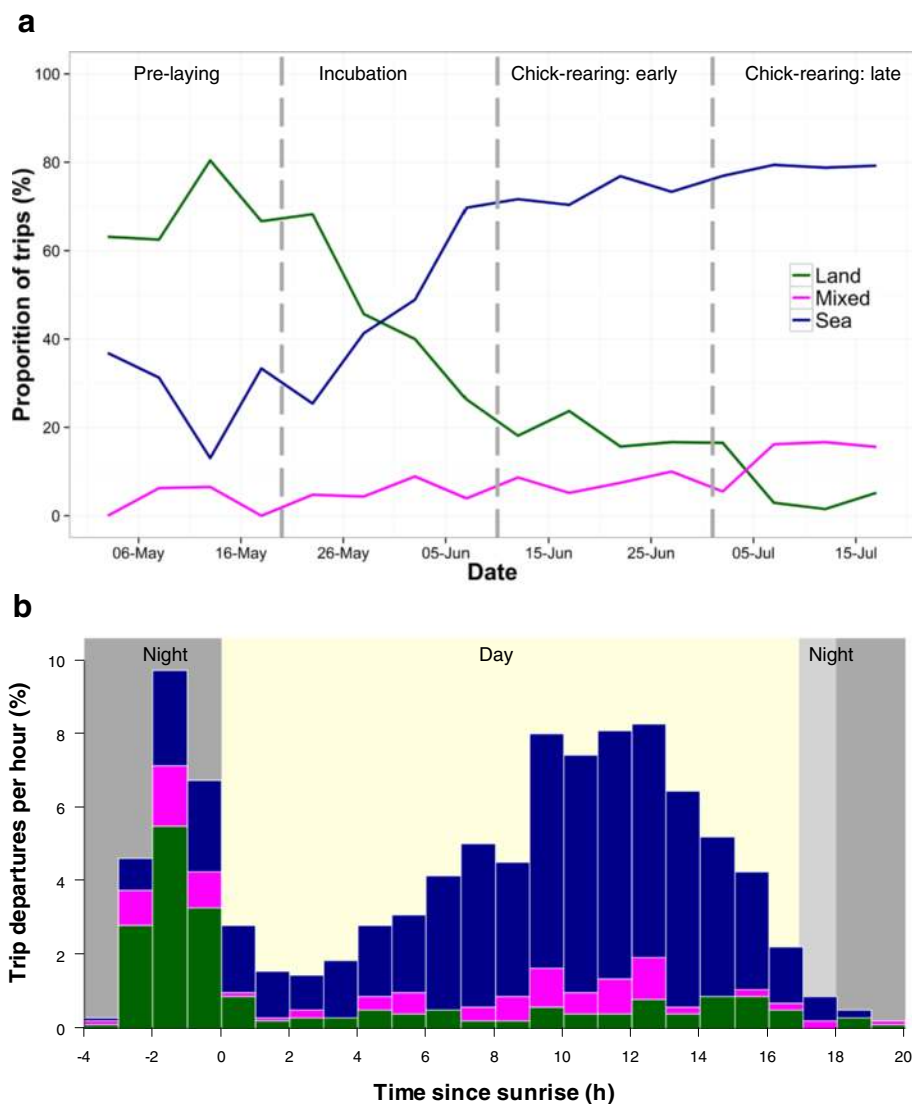 a
Pre-laying Incubation Chick-rearing: early Chick-rearing: late
100
80
60
40
20
0
Proporition of trips (%)
Land
Mixed
Sea
06-May 16-May 26-May 05-Jun 15-Jun 25-Jun 05-Jul 15-Jul
Date
b
Night Day Night
10
8
6
4
2
0
Trip departures per hour (%)
-4 -2 0 2 4 6 8 10 12 14 16 18 20
Time since sunrise (h)